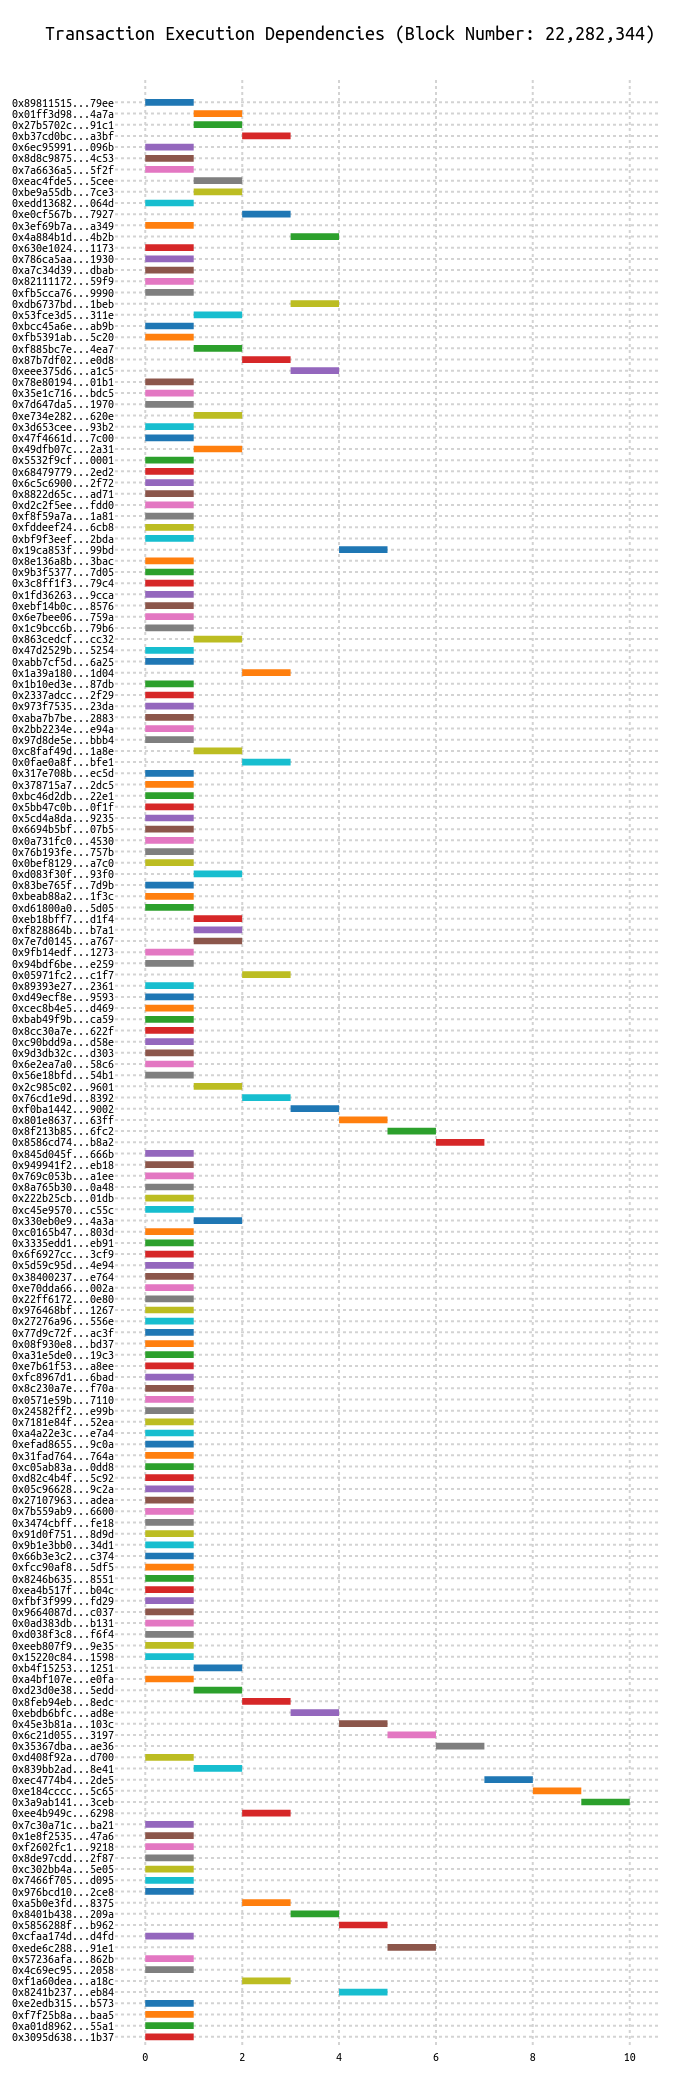 Transaction Execution Dependencies (Block Number: 22,282,344)
0x89811515...79ee
0x01ff3d98...4a7a
0x27b5702c...91c1
0xb37cd0bc...a3bf
0x6ec95991...096b
0x8d8c9875...4c53
0x7a6636a5...5f2f
0xeac4fde5...5cee
0xbe9a55db...7ce3
0xedd13682...064d
0xe0cf567b...7927
0x3ef69b7a...a349
0x4a884b1d...4b2b
0x630e1024...1173
0x786ca5aa...1930
0xa7c34d39...dbab
0x82111172...59f9
0xfb5cca76...9990
0xdb6737bd...1beb
0x53fce3d5...311e
0xbcc45a6e...ab9b
0xfb5391ab...5c20
0xf885bc7e...4ea7
0x87b7df02...e0d8
0xeee375d6...a1c5
0x78e80194...01b1
0x35e1c716...bdc5
0x7d647da5...1970
0xe734e282...620e
0x3d653cee...93b2
0x47f4661d...7c00
0x49dfb07c...2a31
0x5532f9cf...0001
0x68479779...2ed2
0x6c5c6900...2f72
0x8822d65c...ad71
0xd2c2f5ee...fdd0
0xf8f59a7a...1a81
0xfddeef24...6cb8
0xbf9f3eef...2bda
0x19ca853f...99bd
0x8e136a8b...3bac
0x9b3f5377...7d05
0x3c8ff1f3...79c4
0x1fd36263...9cca
0xebf14b0c...8576
0x6e7bee06...759a
0x1c9bcc6b...79b6
0x863cedcf...cc32
0x47d2529b...5254
0xabb7cf5d...6a25
0x1a39a180...1d04
0x1b10ed3e...87db
0x2337adcc...2f29
0x973f7535...23da
0xaba7b7be...2883
0x2bb2234e...e94a
0x97d8de5e...bbb4
0xc8faf49d...1a8e
0x0fae0a8f...bfe1
0x317e708b...ec5d
0x378715a7...2dc5
0xbc46d2db...22e1
0x5bb47c0b...0f1f
0x5cd4a8da...9235
0x6694b5bf...07b5
0x0a731fc0...4530
0x76b193fe...757b
0x0bef8129...a7c0
0xd083f30f...93f0
0x83be765f...7d9b
0xbeab88a2...1f3c
0xd61800a0...5d05
0xeb18bff7...d1f4
0xf828864b...b7a1
0x7e7d0145...a767
0x9fb14edf...1273
0x94bdf6be...e259
0x05971fc2...c1f7
0x89393e27...2361
0xd49ecf8e...9593
0xcec8b4e5...d469
0xbab49f9b...ca59
0x8cc30a7e...622f
0xc90bdd9a...d58e
0x9d3db32c...d303
0x6e2ea7a0...58c6
0x56e18bfd...54b1
0x2c985c02...9601
0x76cd1e9d...8392
0xf0ba1442...9002
0x801e8637...63ff
0x8f213b85...6fc2
0x8586cd74...b8a2
0x845d045f...666b
0x949941f2...eb18
0x769c053b...a1ee
0x8a765b30...0a48
0x222b25cb...01db
0xc45e9570...c55c
0x330eb0e9...4a3a
0xc0165b47...803d
0x3335edd1...eb91
0x6f6927cc...3cf9
0x5d59c95d...4e94
0x38400237...e764
0xe70dda66...002a
0x22ff6172...0e80
0x976468bf...1267
0x27276a96...556e
0x77d9c72f...ac3f
0x08f930e8...bd37
0xa31e5de0...19c3
0xe7b61f53...a8ee
0xfc8967d1...6bad
0x8c230a7e...f70a
0x0571e59b...7110
0x24582ff2...e99b
0x7181e84f...52ea
0xa4a22e3c...e7a4
0xefad8655...9c0a
0x31fad764...764a
0xc05ab83a...0dd8
0xd82c4b4f...5c92
0x05c96628...9c2a
0x27107963...adea
0x7b559ab9...6600
0x3474cbff...fe18
0x91d0f751...8d9d
0x9b1e3bb0...34d1
0x66b3e3c2...c374
0xfcc90af8...5df5
0x8246b635...8551
0xea4b517f...b04c
0xfbf3f999...fd29
0x9664087d...c037
0x0ad383db...b131
0xd038f3c8...f6f4
0xeeb807f9...9e35
0x15220c84...1598
0xb4f15253...1251
0xa4bf107e...e0fa
0xd23d0e38...5edd
0x8feb94eb...8edc
0xebdb6bfc...ad8e
0x45e3b81a...103c
0x6c21d055...3197
0x35367dba...ae36
0xd408f92a...d700
0x839bb2ad...8e41
0xec4774b4...2de5
0xe184cccc...5c65
0x3a9ab141...3ceb
0xee4b949c...6298
0x7c30a71c...ba21
0x1e8f2535...47a6
0xf2602fc1...9218
0x8de97cdd...2f87
0xc302bb4a...5e05
0x7466f705...d095
0x976bcd10...2ce8
0xa5b0e3fd...8375
0x8401b438...209a
0x5856288f...b962
0xcfaa174d...d4fd
0xede6c288...91e1
0x57236afa...862b
0x4c69ec95...2058
0xf1a60dea...a18c
0x8241b237...eb84
0xe2edb315...b573
0xf7f25b8a...baa5
0xa01d8962...55a1
0x3095d638...1b37
0 2 4 6 8 10